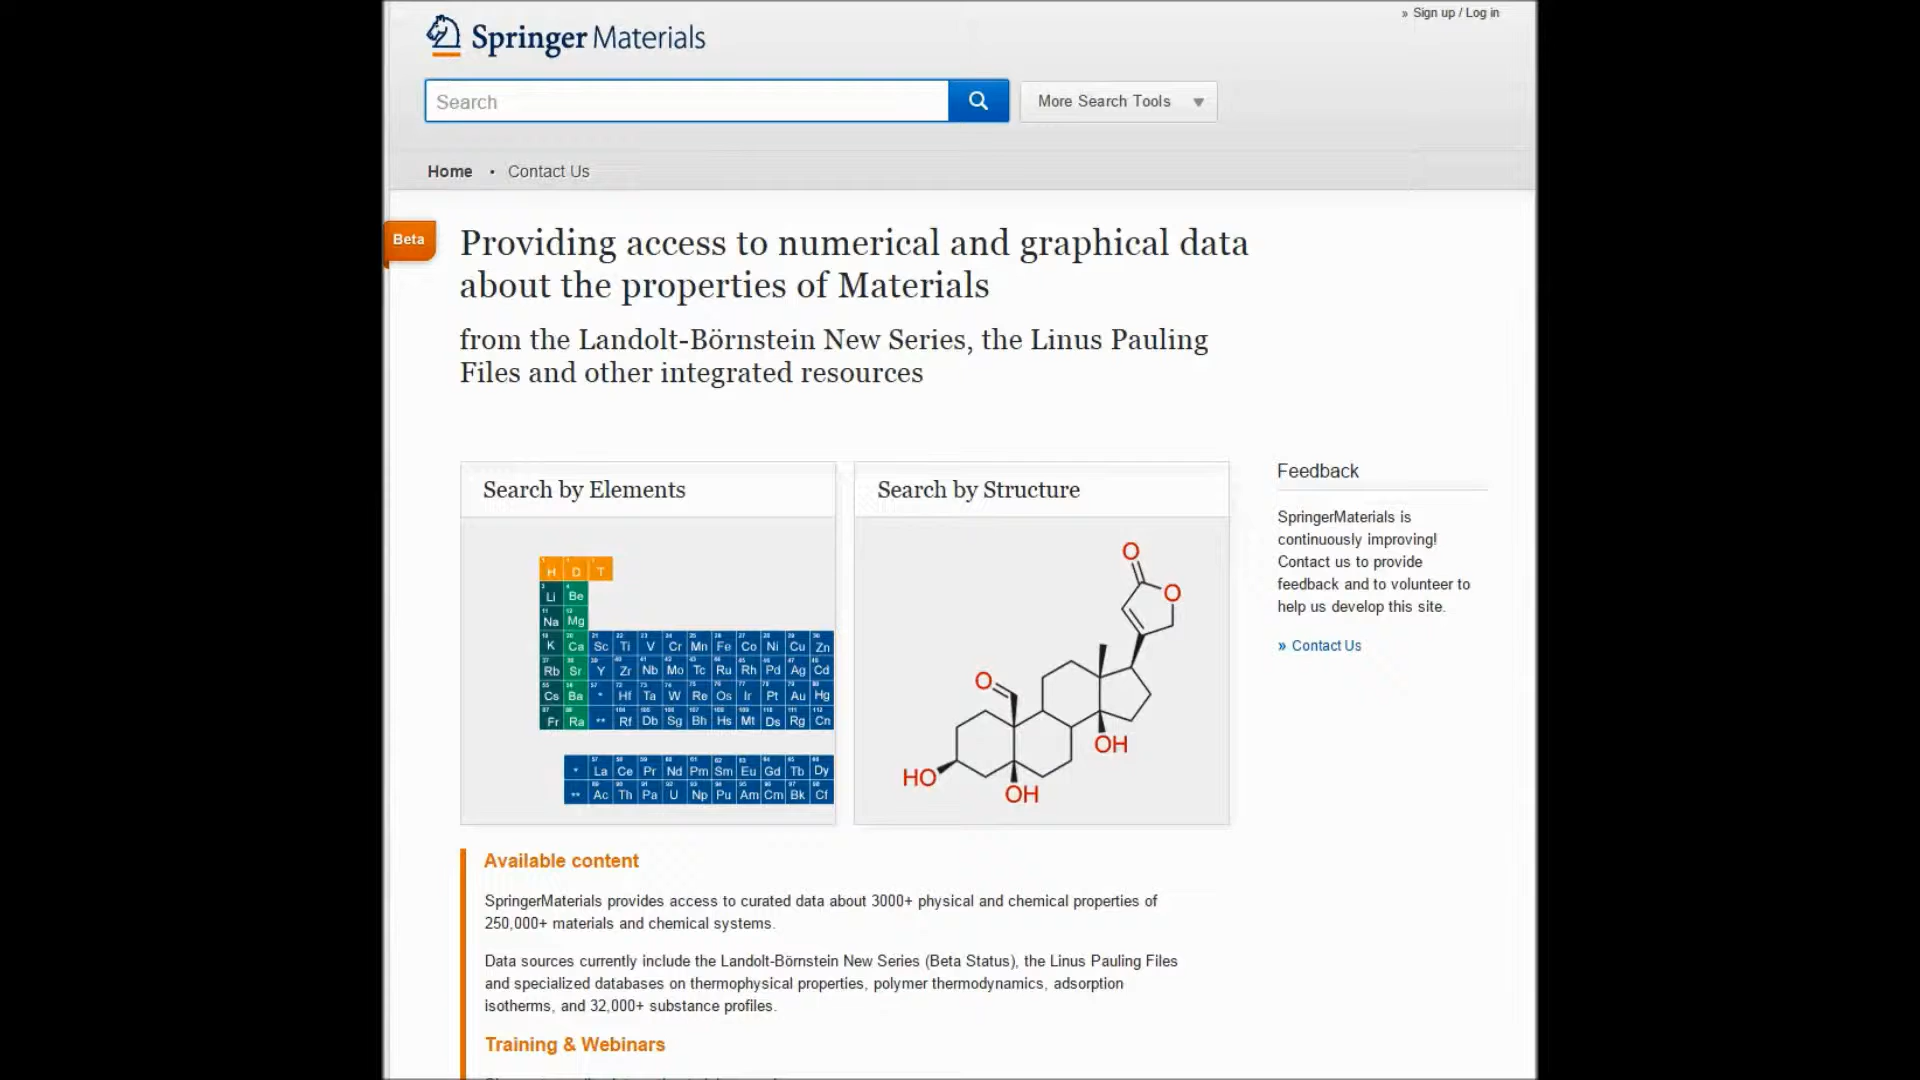 » Sign up / Log in
Springer Materials
Search
More Search Tools ▼
Home • Contact Us
Beta
Providing access to numerical and graphical data
about the properties of Materials
from the Landolt-Börnstein New Series, the Linus Pauling
Files and other integrated resources
Search by Elements
H D T
Li Be
Na Mg
K Ca Sc Ti V Cr Mn Fe Co Ni Cu Zn
Rb Sr Y Zr Nb Mo Tc Ru Rh Pd Ag Cd
Cs Ba * Hf Ta W Re Os Ir Pt Au Hg
Fr Ra ** Rf Db Sg Bh Hs Mt Ds Rg Cn
* La Ce Pr Nd Pm Sm Eu Gd Tb Dy
** Ac Th Pa U Np Pu Am Cm Bk Cf
Search by Structure
O
O
O
OH
HO
OH
Feedback
SpringerMaterials is
continuously improving!
Contact us to provide
feedback and to volunteer to
help us develop this site.
» Contact Us
Available content
SpringerMaterials provides access to curated data about 3000+ physical and chemical properties of
250,000+ materials and chemical systems.
Data sources currently include the Landolt-Börnstein New Series (Beta Status), the Linus Pauling Files
and specialized databases on thermophysical properties, polymer thermodynamics, adsorption
isotherms, and 32,000+ substance profiles.
Training & Webinars